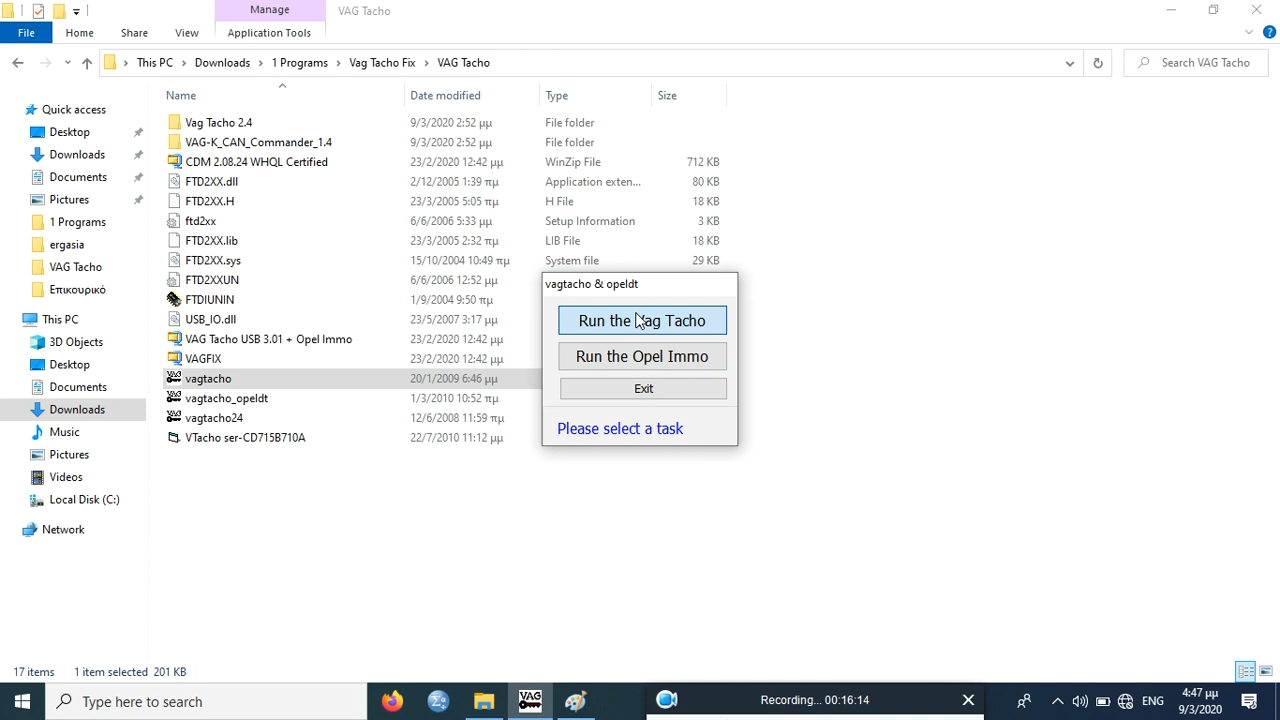 Manage
VAG Tacho
File
Home
Share
View
Application Tools
This PC
Downloads
1 Programs
Vag Tacho Fix
VAG Tacho
Search VAG Tacho
Name
Date modified
Type
Size
Quick access
Desktop
Downloads
Documents
Pictures
1 Programs
ergasia
VAG Tacho
Επικουρικό
This PC
3D Objects
Desktop
Documents
Downloads
Music
Pictures
Videos
Local Disk (C:)
Network
Vag Tacho 2.4 9/3/2020 2:52 μμ File folder
VAG-K_CAN_Commander_1.4 9/3/2020 2:52 μμ File folder
CDM 2.08.24 WHQL Certified 23/2/2020 12:42 μμ WinZip File 712 KB
FTD2XX.dll 2/12/2005 1:39 πμ Application exten... 80 KB
FTD2XX.H 23/3/2005 5:05 πμ H File 18 KB
ftd2xx 6/6/2006 5:33 μμ Setup Information 3 KB
FTD2XX.lib 23/3/2005 2:32 πμ LIB File 18 KB
FTD2XX.sys 15/10/2004 10:49 πμ System file 29 KB
FTD2XXUN 6/6/2006 12:52 μμ
FTDIUNIN 1/9/2004 9:50 πμ
USB_IO.dll 23/5/2007 3:17 μμ
VAG Tacho USB 3.01 + Opel Immo 23/2/2020 12:42 μμ
VAGFIX 23/2/2020 12:42 μμ
vagtacho 20/1/2009 6:46 μμ
vagtacho_opeldt 1/3/2010 10:52 πμ
vagtacho24 12/6/2008 11:59 πμ
VTacho ser-CD715B710A 22/7/2010 11:12 μμ
vagtacho & opeldt
Run the Vag Tacho
Run the Opel Immo
Exit
Please select a task
17 items 1 item selected 201 KB
Type here to search
VAG
Recording... 00:16:14
ENG
4:47 μμ
9/3/2020